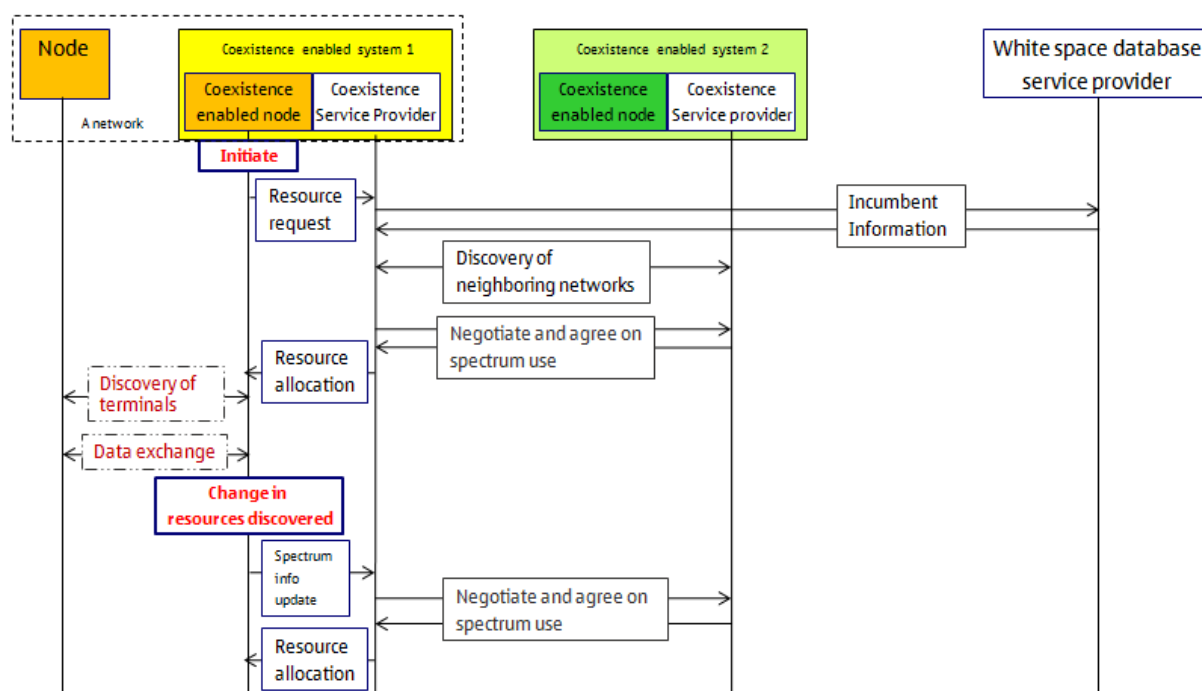 Node
A network
Coexistence enabled system 1
Coexistence
enabled node
Coexistence
Service Provider
Coexistence enabled system 2
Coexistence
enabled node
Coexistence
Service provider
White space database
service provider
Initiate
Resource
request
Incumbent
Information
Discovery of
neighboring networks
Negotiate and agree on
spectrum use
Resource
allocation
Discovery of
terminals
Data exchange
Change in
resources discovered
Spectrum
info
update
Negotiate and agree on
spectrum use
Resource
allocation